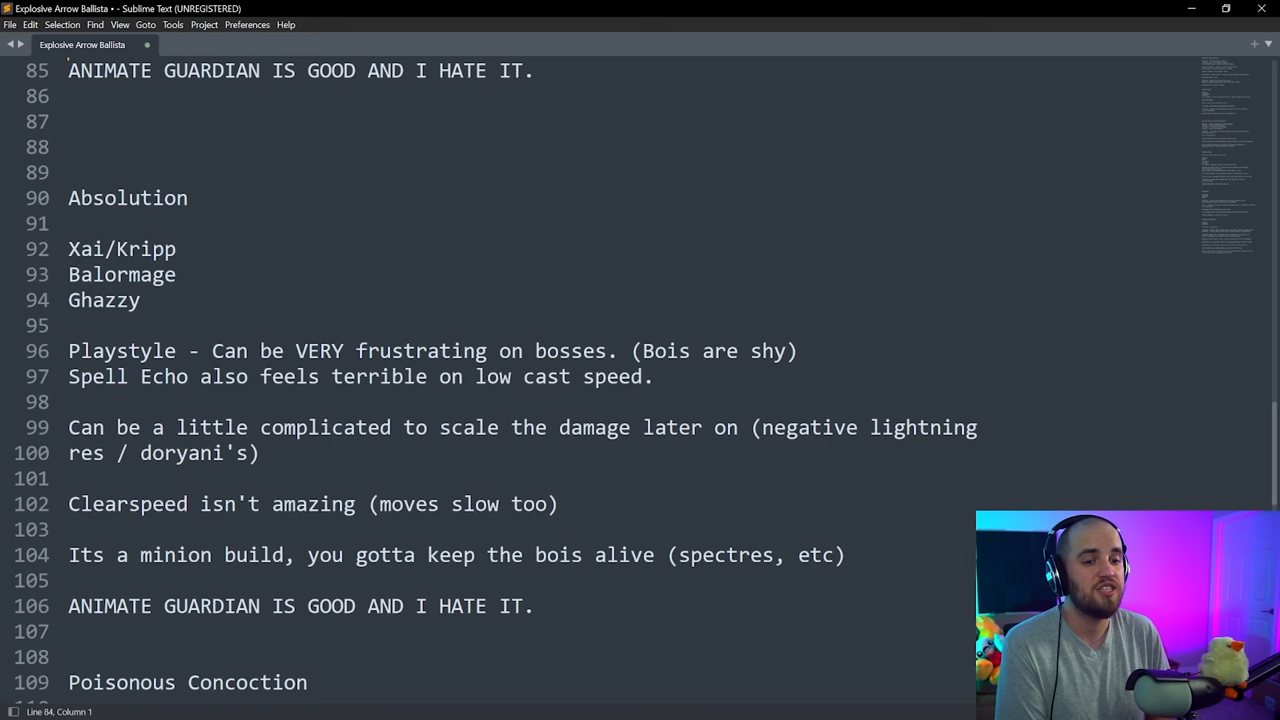 Explosive Arrow Ballista • - Sublime Text (UNREGISTERED)
File Edit Selection Find View Goto Tools Project Preferences Help
Explosive Arrow Ballista
85 ANIMATE GUARDIAN IS GOOD AND I HATE IT.
86
87
88
89
90 Absolution
91
92 Xai/Kripp
93 Balormage
94 Ghazzy
95
96 Playstyle - Can be VERY frustrating on bosses. (Bois are shy)
97 Spell Echo also feels terrible on low cast speed.
98
99 Can be a little complicated to scale the damage later on (negative lightning
100 res / doryani's)
101
102 Clearspeed isn't amazing (moves slow too)
103
104 Its a minion build, you gotta keep the bois alive (spectres, etc)
105
106 ANIMATE GUARDIAN IS GOOD AND I HATE IT.
107
108
109 Poisonous Concoction
Line 84, Column 1